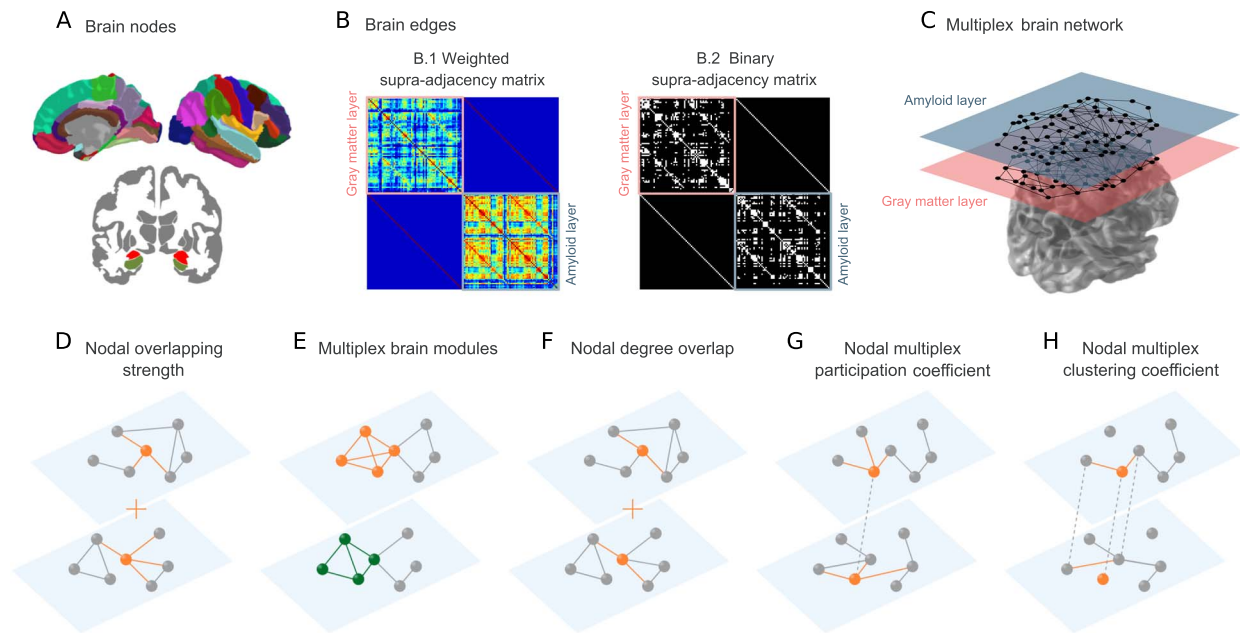 A Brain nodes
B Brain edges
B.1 Weighted
supra-adjacency matrix
Gray matter layer
Amyloid layer
B.2 Binary
supra-adjacency matrix
Gray matter layer
Amyloid layer
C Multiplex brain network
Amyloid layer
Gray matter layer
D Nodal overlapping
strength
E Multiplex brain modules
F Nodal degree overlap
G Nodal multiplex
participation coefficient
H Nodal multiplex
clustering coefficient
+
+